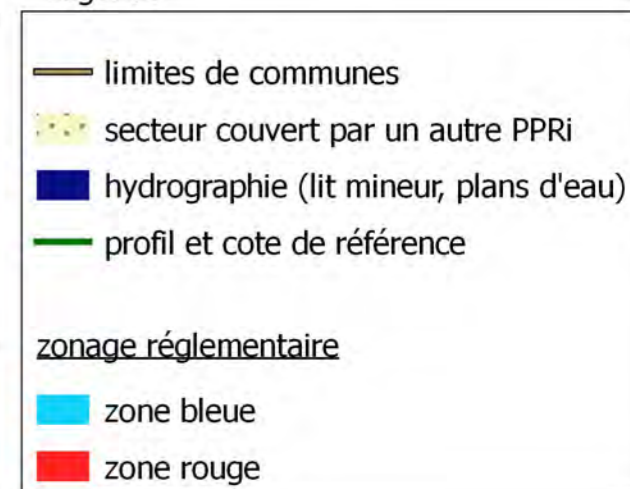 limites de communes
secteur couvert par un autre PPRi
hydrographie (lit mineur, plans d'eau)
profil et cote de référence
zonage réglementaire
zone bleue
zone rouge